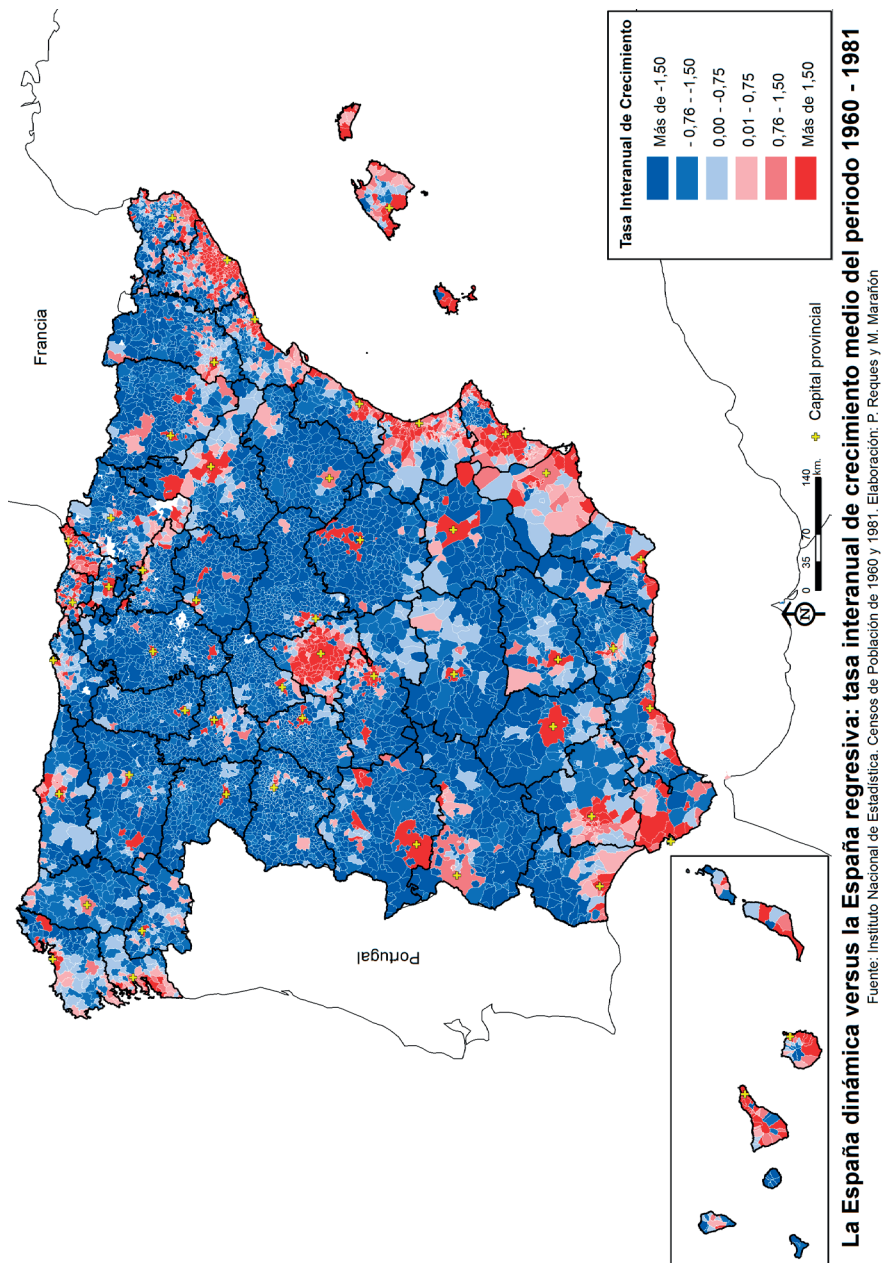 Francia
Portugal
Tasa Interanual de Crecimiento
Más de -1,50
- 0,76 - -1,50
0,00 - -0,75
0,01 - 0,75
0,76 - 1,50
Más de 1,50
N
0 35 70 140
km.
Capital provincial
La España dinámica versus la España regresiva: tasa interanual de crecimiento medio del periodo 1960 - 1981
Fuente: Instituto Nacional de Estadística. Censos de Población de 1960 y 1981. Elaboración: P. Reques y M. Marañón